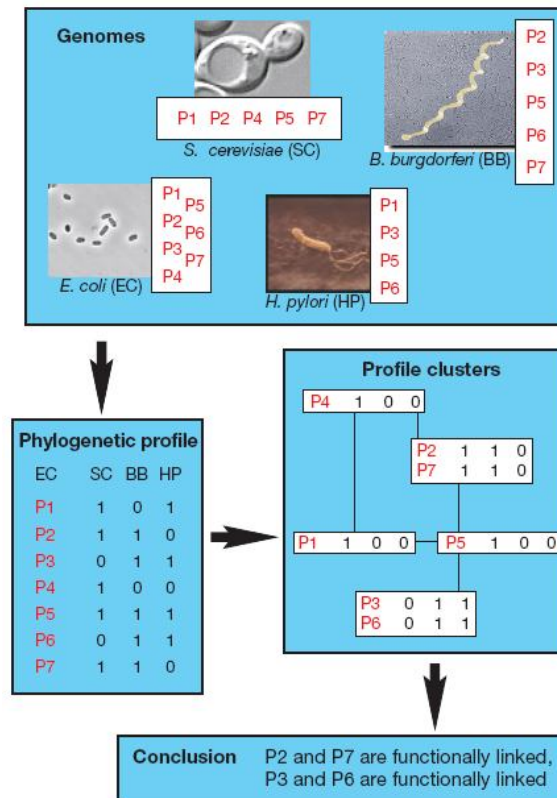 Genomes
P1 P2 P4 P5 P7
S. cerevisiae (SC)
P2
P3
P5
P6
P7
B. burgdorferi (BB)
P1
P5
P2
P6
P3
P7
P4
E. coli (EC)
P1
P3
P5
P6
H. pylori (HP)
Phylogenetic profile
EC SC BB HP
P1 1 0 1
P2 1 1 0
P3 0 1 1
P4 1 0 0
P5 1 1 1
P6 0 1 1
P7 1 1 0
Profile clusters
P4 1 0 0
P2 1 1 0
P7 1 1 0
P1 1 0 0
P5 1 0 0
P3 0 1 1
P6 0 1 1
Conclusion P2 and P7 are functionally linked,
P3 and P6 are functionally linked